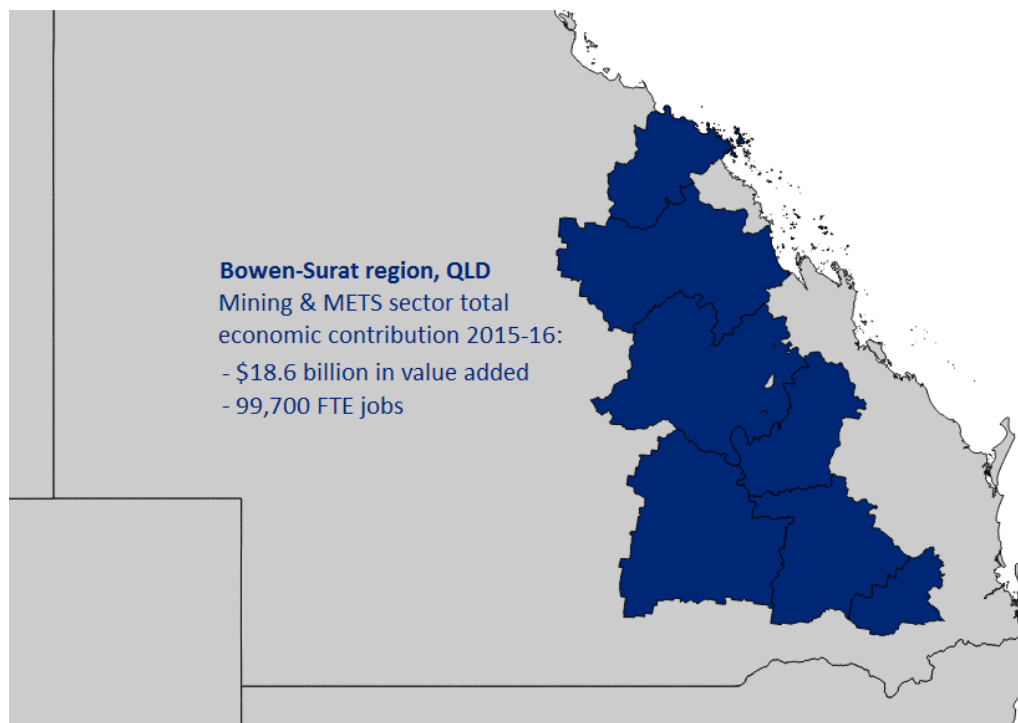 Bowen-Surat region, QLD
Mining & METS sector total
economic contribution 2015-16:
- $18.6 billion in value added
- 99,700 FTE jobs